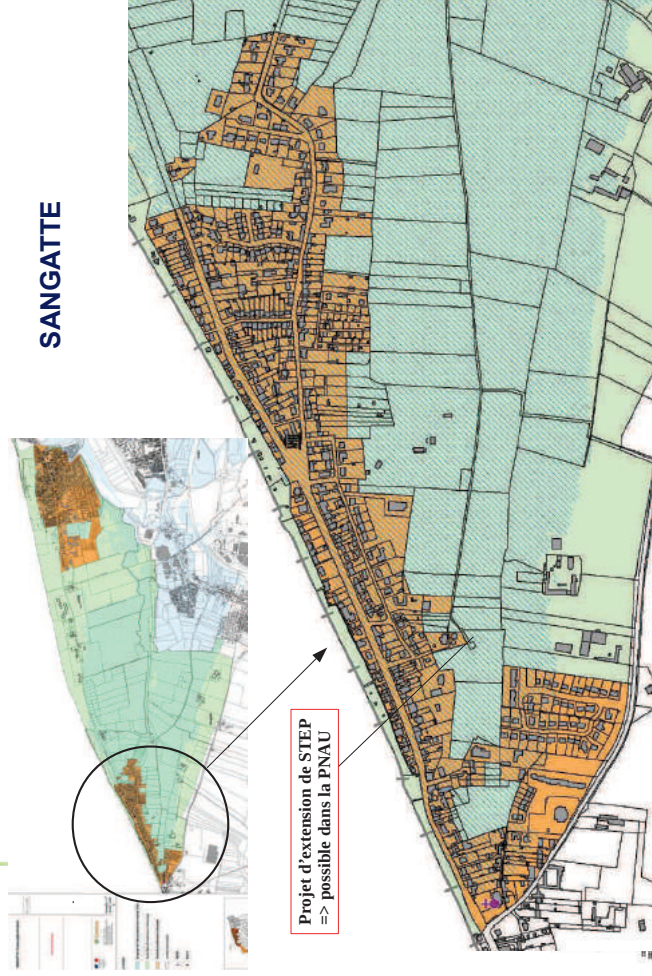 SANGATTE
Projet d'extension de STEP
=> possible dans la PNAU